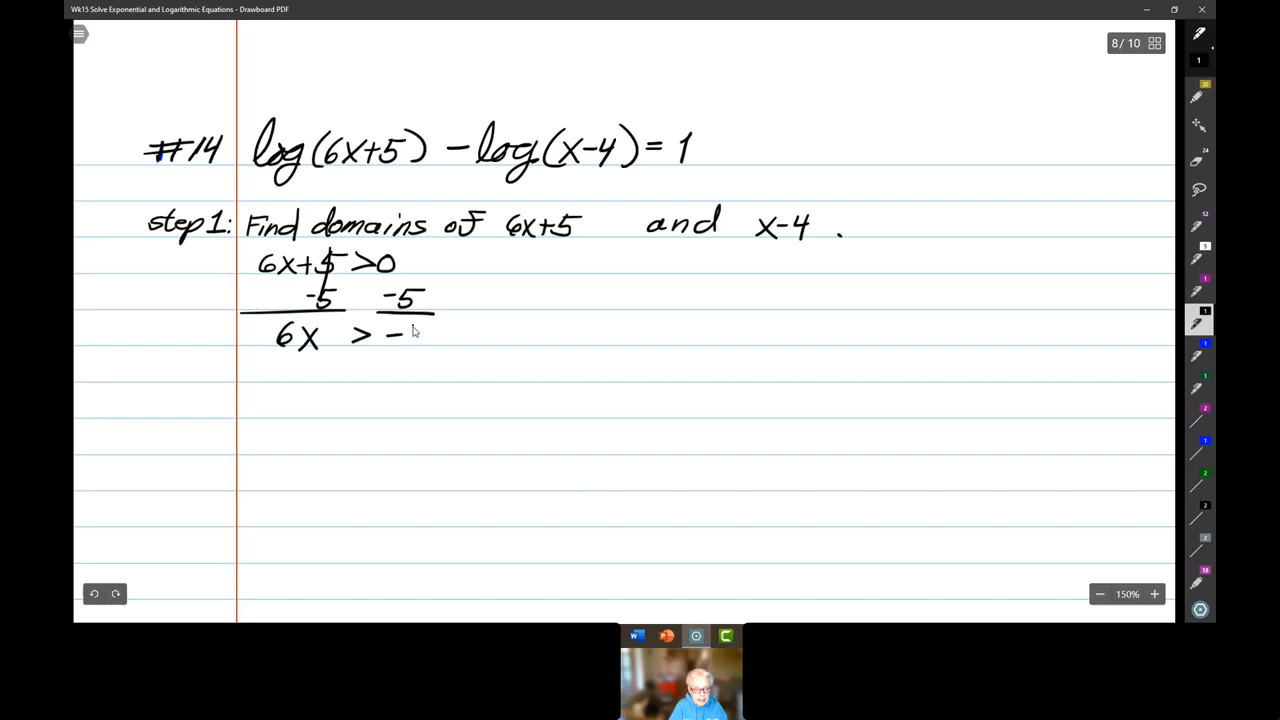 Wk15 Solve Exponential and Logarithmic Equations - Drawboard PDF
8 / 10
#14 log(6x+5) - log(x-4) = 1
step 1: Find domains of 6x+5 and x-4 .
6x+5 >0
-5 -5
6x > -
150%